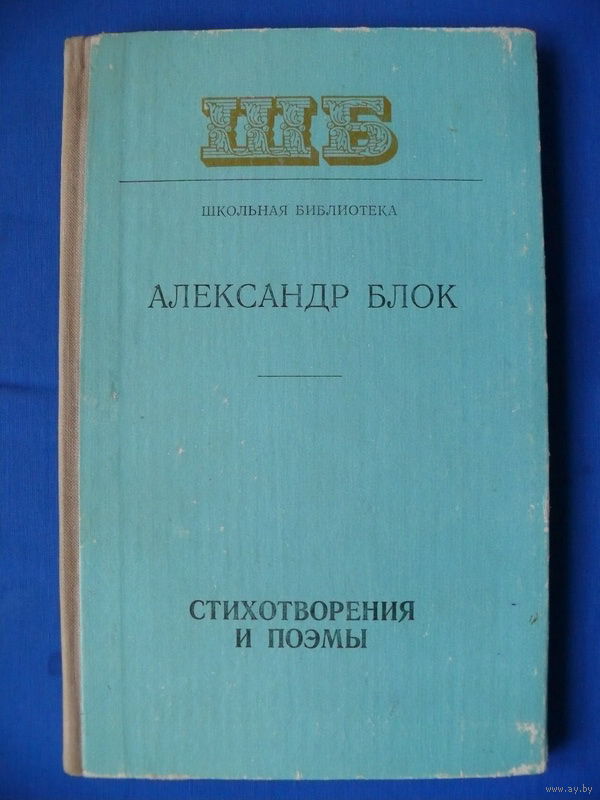 ШБ
ШКОЛЬНАЯ БИБЛИОТЕКА
АЛЕКСАНДР БЛОК
СТИХОТВОРЕНИЯ
И ПОЭМЫ
www.ay.by